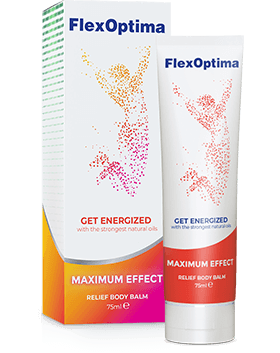 FlexOptima
GET ENERGIZED
with the strongest natural oils
MAXIMUM EFFECT
RELIEF BODY BALM
75ml ℮
FlexOptima
GET ENERGIZED
with the strongest natural oils
MAXIMUM EFFECT
RELIEF BODY BALM
75ml ℮